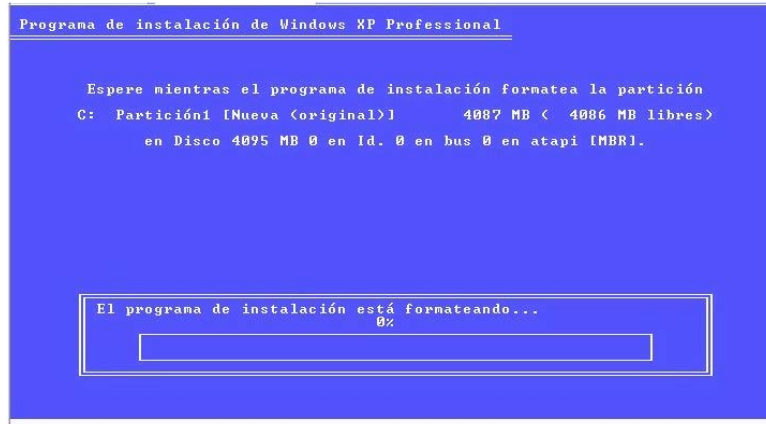 Programa de instalación de Windows XP Professional
Espere mientras el programa de instalación formatea la partición
C: Partición1 [Nueva (original)] 4087 MB ( 4086 MB libres)
en Disco 4095 MB 0 en Id. 0 en bus 0 en atapi [MBR].
El programa de instalación está formateando...
0%